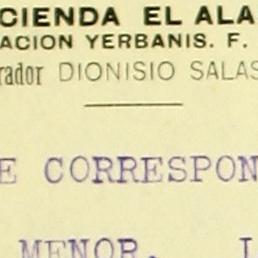 CIENDA EL ALA
ACION YERBANIS. F.
rador DIONISIO SALAS
E CORRESPON
MENOR.